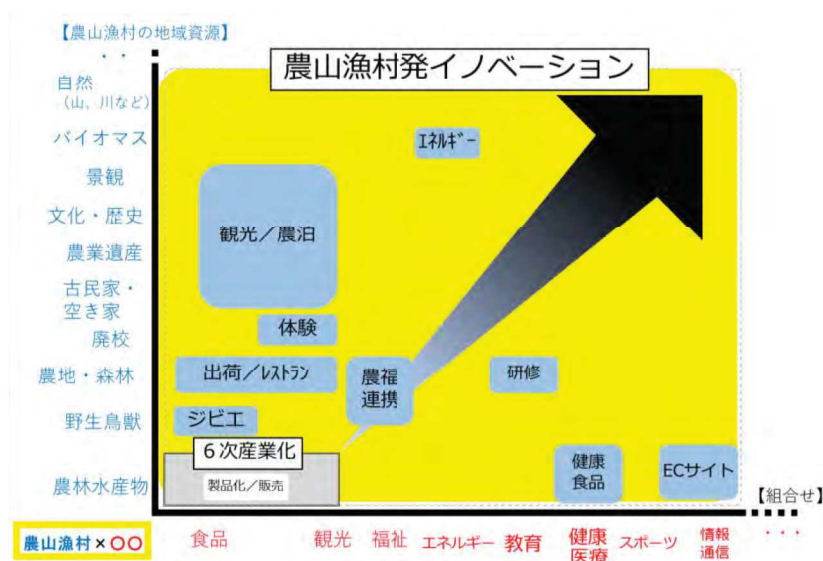 【農山漁村の地域資源】
・・
農山漁村発イノベーション
自然
（山、川など）
バイオマス
ｴﾈﾙｷﾞｰ
景観
文化・歴史
観光／農泊
農業遺産
古民家・
空き家
体験
廃校
農地・森林
出荷／ﾚｽﾄﾗﾝ
農福
連携
研修
野生鳥獣
ジビエ
６次産業化
製品化／販売
農林水産物
健康
食品
ECサイト
【組合せ】
農山漁村×〇〇
食品
観光
福祉
エネルギー
教育
健康
医療
スポーツ
情報
通信
・・・